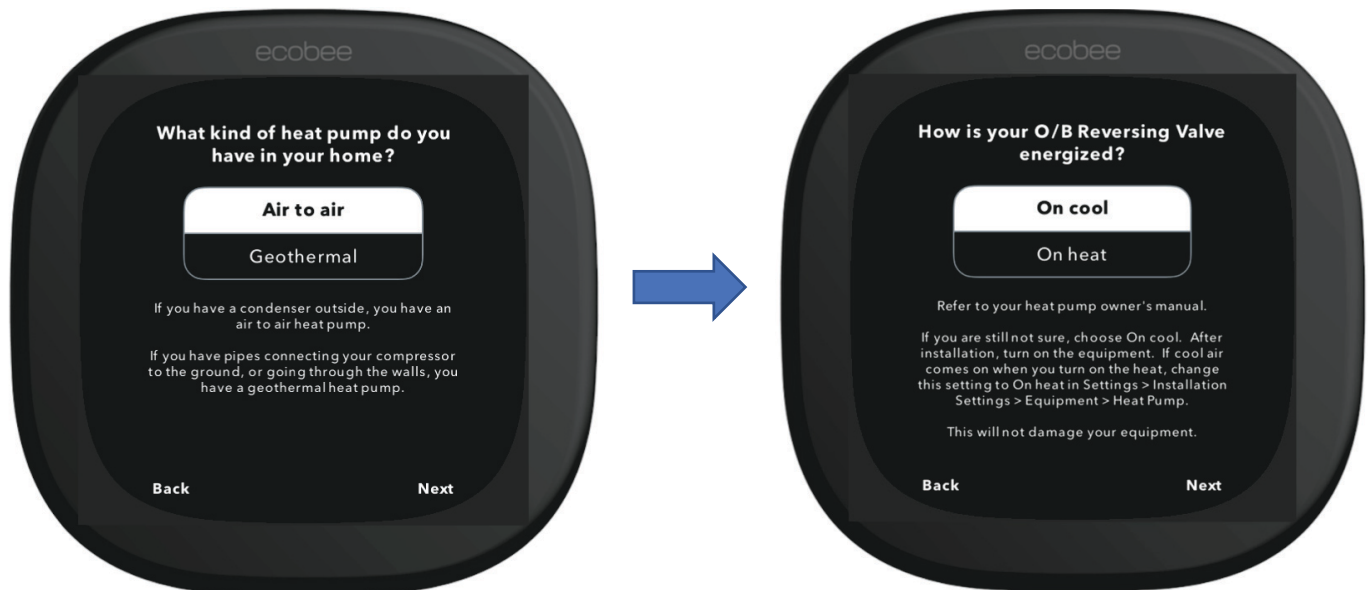 ecobee
What kind of heat pump do you
have in your home?
Air to air
Geothermal
If you have a condenser outside, you have an
air to air heat pump.
If you have pipes connecting your compressor
to the ground, or going through the walls, you
have a geothermal heat pump.
Back
Next
ecobee
How is your O/B Reversing Valve
energized?
On cool
On heat
Refer to your heat pump owner's manual.
If you are still not sure, choose On cool. After
installation, turn on the equipment. If cool air
comes on when you turn on the heat, change
this setting to On heat in Settings > Installation
Settings > Equipment > Heat Pump.
This will not damage your equipment.
Back
Next